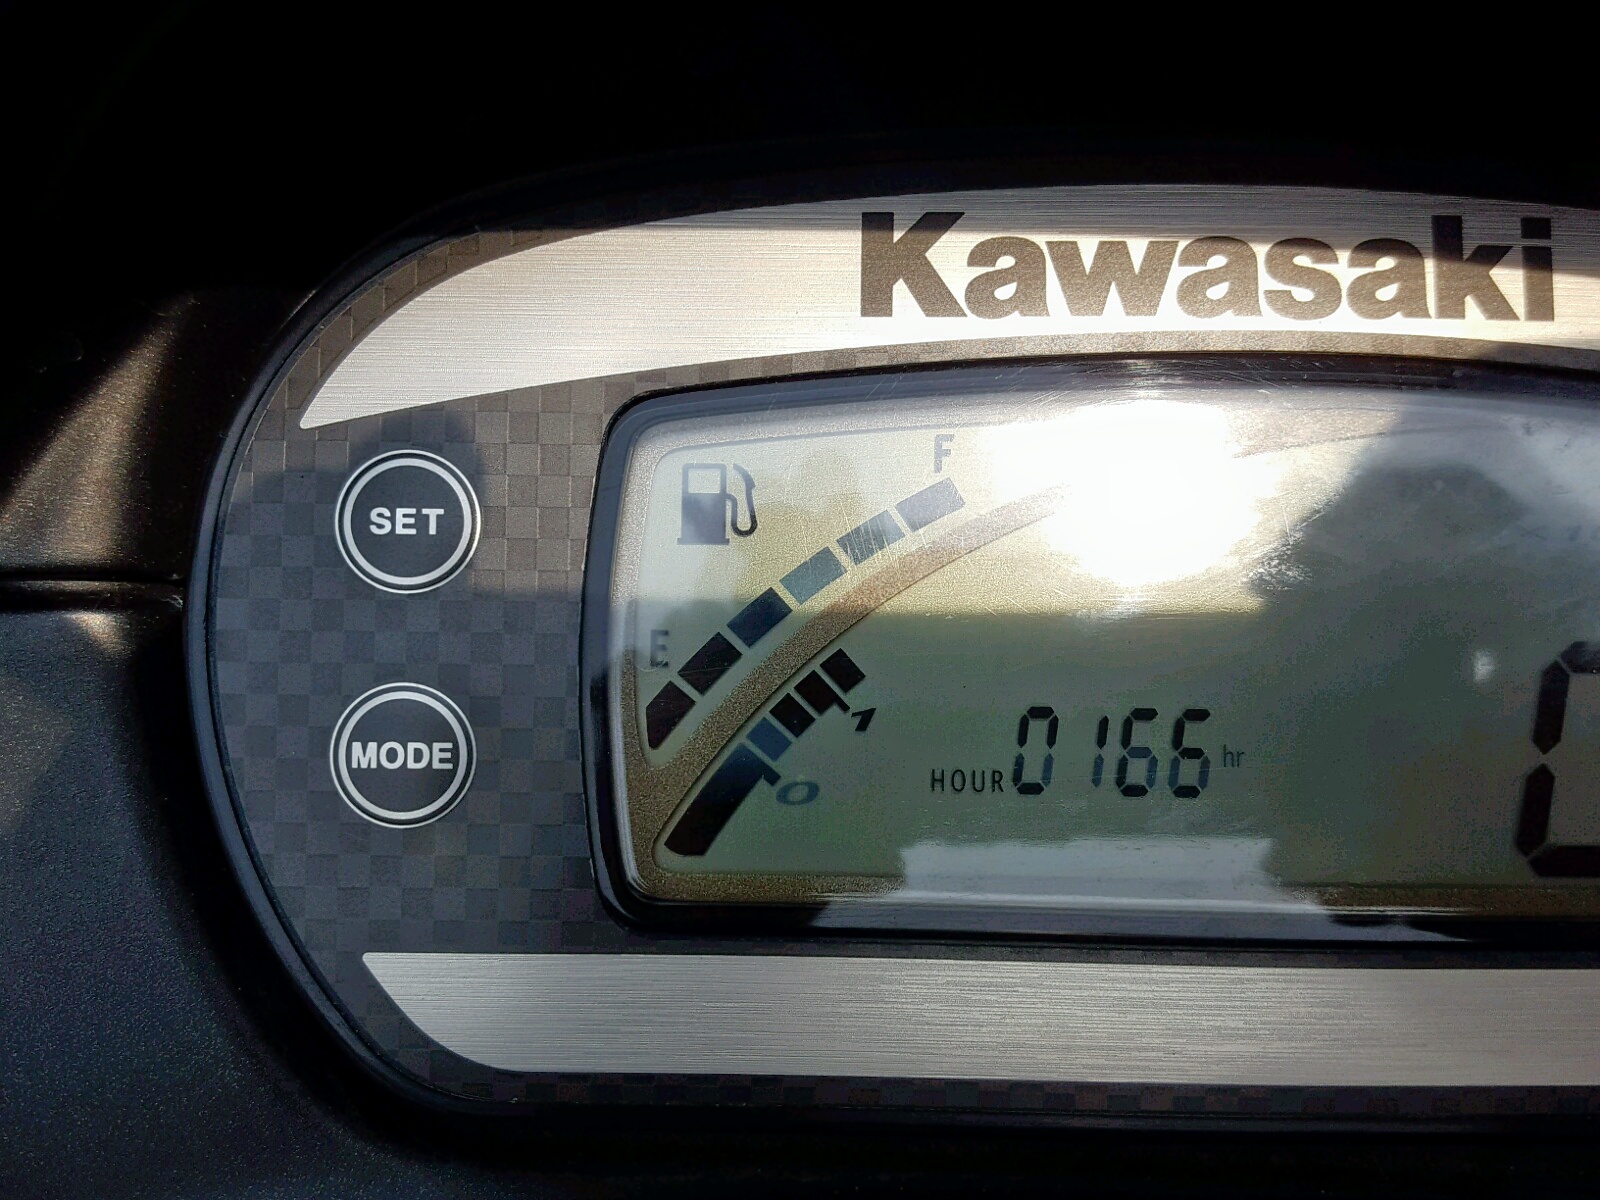 Kawasaki
SET
F
E
MODE
1
0
HOUR 0166 hr